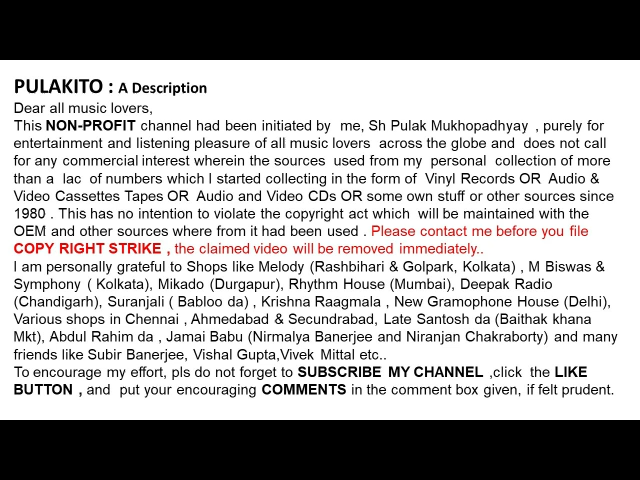 PULAKITO : A Description
Dear all music lovers,
This NON-PROFIT channel had been initiated by me, Sh Pulak Mukhopadhyay , purely for
entertainment and listening pleasure of all music lovers across the globe and does not call
for any commercial interest wherein the sources used from my personal collection of more
than a lac of numbers which I started collecting in the form of Vinyl Records OR Audio &
Video Cassettes Tapes OR Audio and Video CDs OR some own stuff or other sources since
1980 . This has no intention to violate the copyright act which will be maintained with the
OEM and other sources where from it had been used . Please contact me before you file
COPY RIGHT STRIKE , the claimed video will be removed immediately..
I am personally grateful to Shops like Melody (Rashbihari & Golpark, Kolkata) , M Biswas &
Symphony ( Kolkata), Mikado (Durgapur), Rhythm House (Mumbai), Deepak Radio
(Chandigarh), Suranjali ( Babloo da) , Krishna Raagmala , New Gramophone House (Delhi),
Various shops in Chennai , Ahmedabad & Secundrabad, Late Santosh da (Baithak khana
Mkt), Abdul Rahim da , Jamai Babu (Nirmalya Banerjee and Niranjan Chakraborty) and many
friends like Subir Banerjee, Vishal Gupta,Vivek Mittal etc..
To encourage my effort, pls do not forget to SUBSCRIBE MY CHANNEL ,click the LIKE
BUTTON , and put your encouraging COMMENTS in the comment box given, if felt prudent.